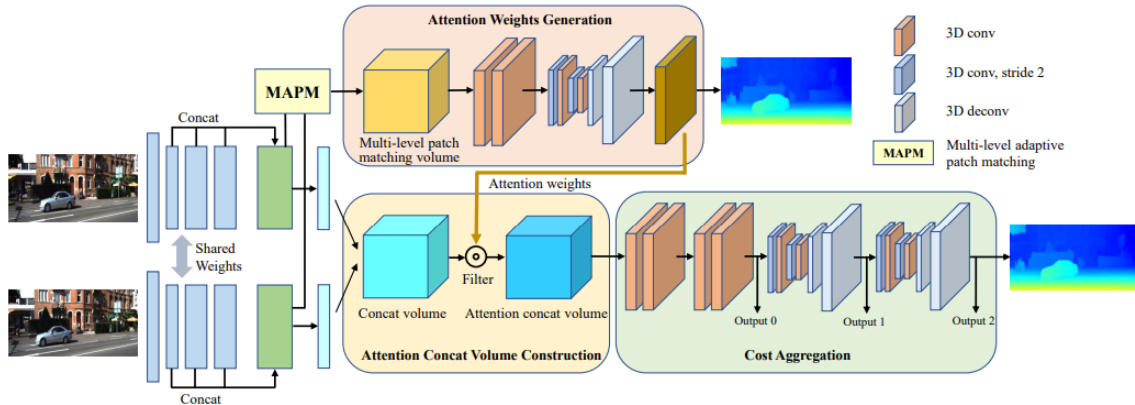 Attention Weights Generation
3D conv
3D conv, stride 2
3D deconv
MAPM
Multi-level adaptive
patch matching
MAPM
Concat
Multi-level patch
matching volume
Attention weights
Shared
Weights
Filter
Concat volume
Attention concat volume
Attention Concat Volume Construction
Output 0
Output 1
Output 2
Cost Aggregation
Concat